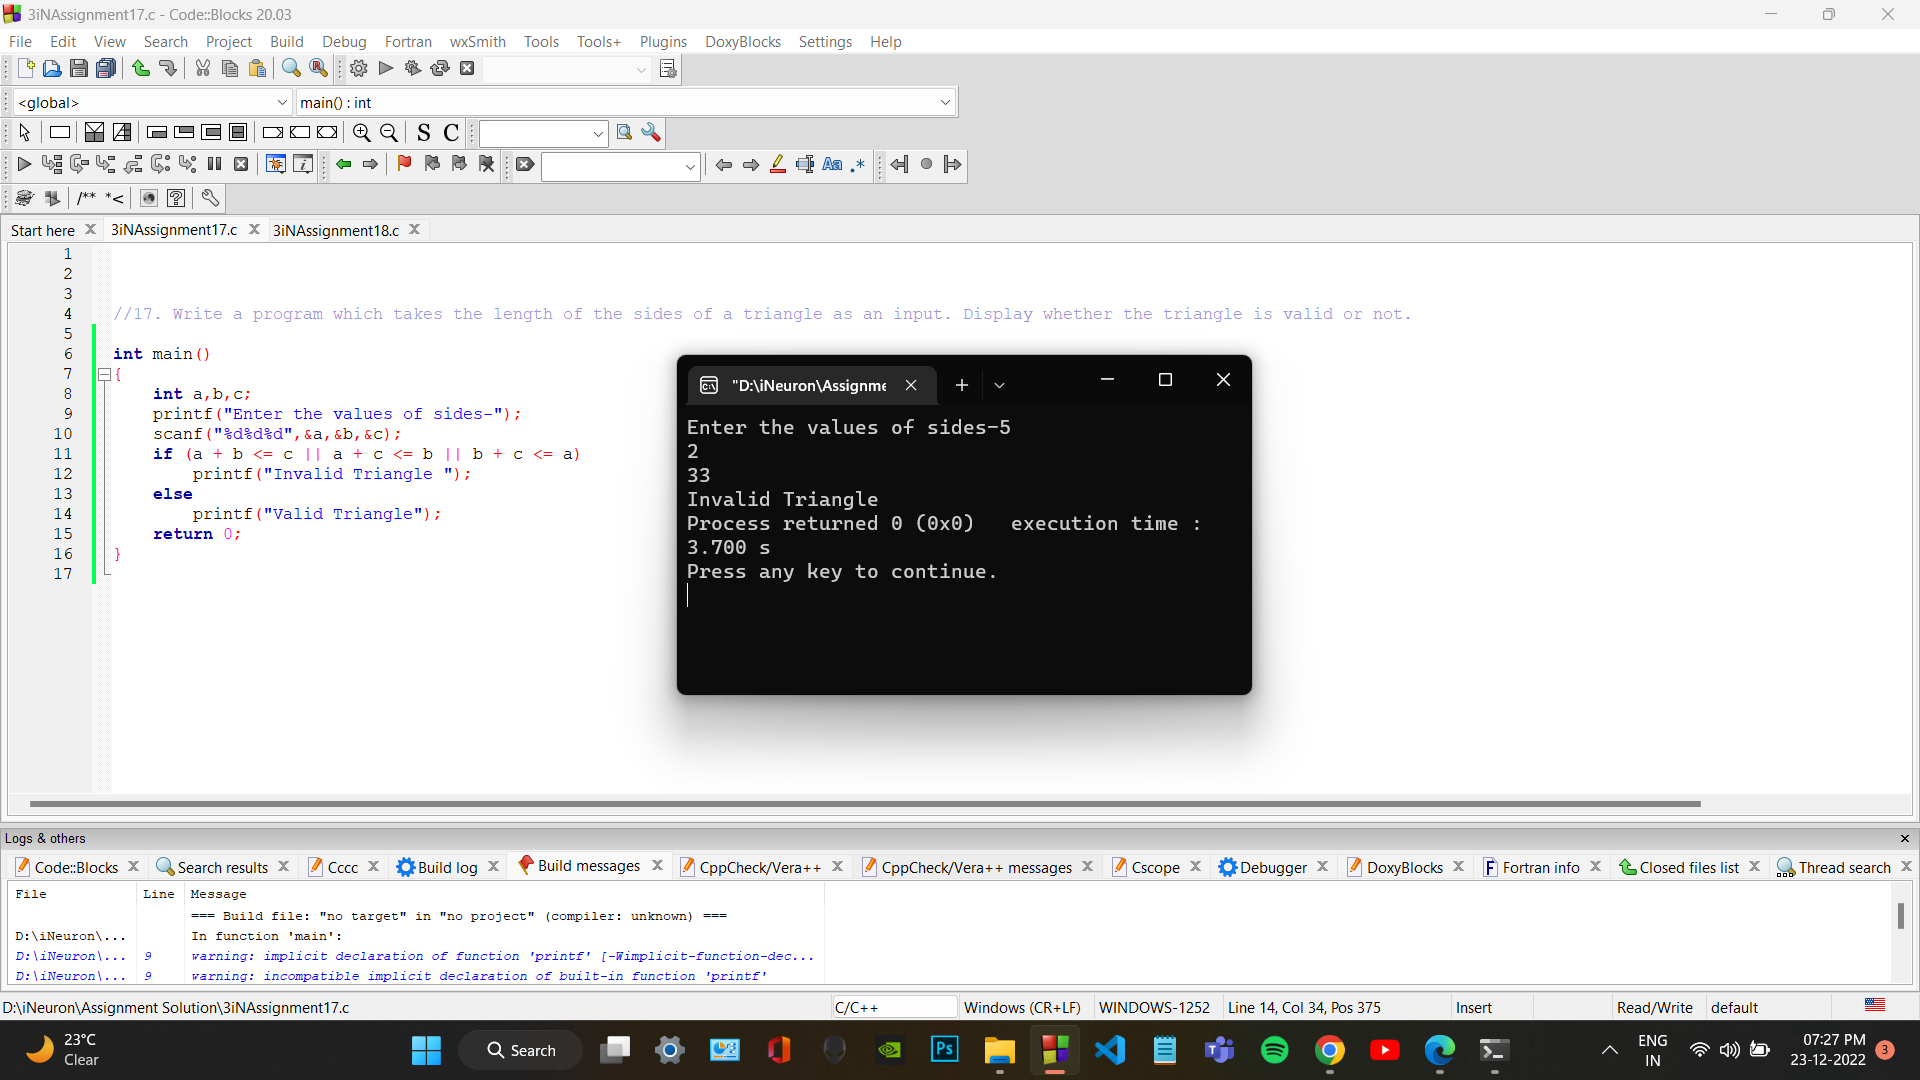 3iNAssignment17.c - Code::Blocks 20.03
File Edit View Search Project Build Debug Fortran wxSmith Tools Tools+ Plugins DoxyBlocks Settings Help
<global> main() : int
S C
Aa .*
/** *<
Start here 3iNAssignment17.c 3iNAssignment18.c
1
2
3
4 //17. Write a program which takes the length of the sides of a triangle as an input. Display whether the triangle is valid or not.
5
6 int main()
7 {
8 int a,b,c;
9 printf("Enter the values of sides-");
10 scanf("%d%d%d",&a,&b,&c);
11 if (a + b <= c || a + c <= b || b + c <= a)
12 printf("Invalid Triangle ");
13 else
14 printf("Valid Triangle");
15 return 0;
16 }
17
"D:\iNeuron\Assignme
Enter the values of sides-5
2
33
Invalid Triangle
Process returned 0 (0x0)   execution time :
3.700 s
Press any key to continue.
Logs & others
Code::Blocks Search results Cccc Build log Build messages CppCheck/Vera++ CppCheck/Vera++ messages Cscope Debugger DoxyBlocks Fortran info Closed files list Thread search
File Line Message
=== Build file: "no target" in "no project" (compiler: unknown) ===
D:\iNeuron\... In function 'main':
D:\iNeuron\... 9 warning: implicit declaration of function 'printf' [-Wimplicit-function-dec...
D:\iNeuron\... 9 warning: incompatible implicit declaration of built-in function 'printf'
D:\iNeuron\Assignment Solution\3iNAssignment17.c C/C++ Windows (CR+LF) WINDOWS-1252 Line 14, Col 34, Pos 375 Insert Read/Write default
23°C
Clear
Search
Ps
ENG
IN
07:27 PM
23-12-2022
3